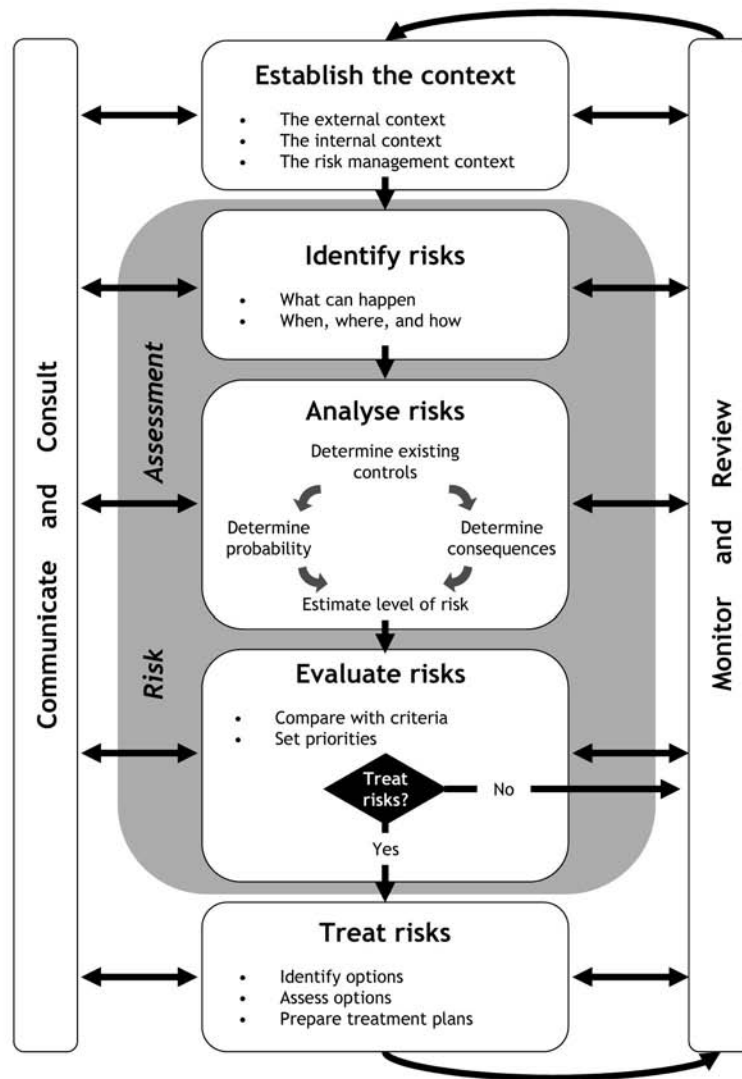 Communicate and Consult
Establish the context
• The external context
• The internal context
• The risk management context
Risk Assessment
Identify risks
• What can happen
• When, where, and how
Analyse risks
Determine existing
controls
Determine
probability
Determine
consequences
Estimate level of risk
Evaluate risks
• Compare with criteria
• Set priorities
Treat
risks?
No
Yes
Treat risks
• Identify options
• Assess options
• Prepare treatment plans
Monitor and Review